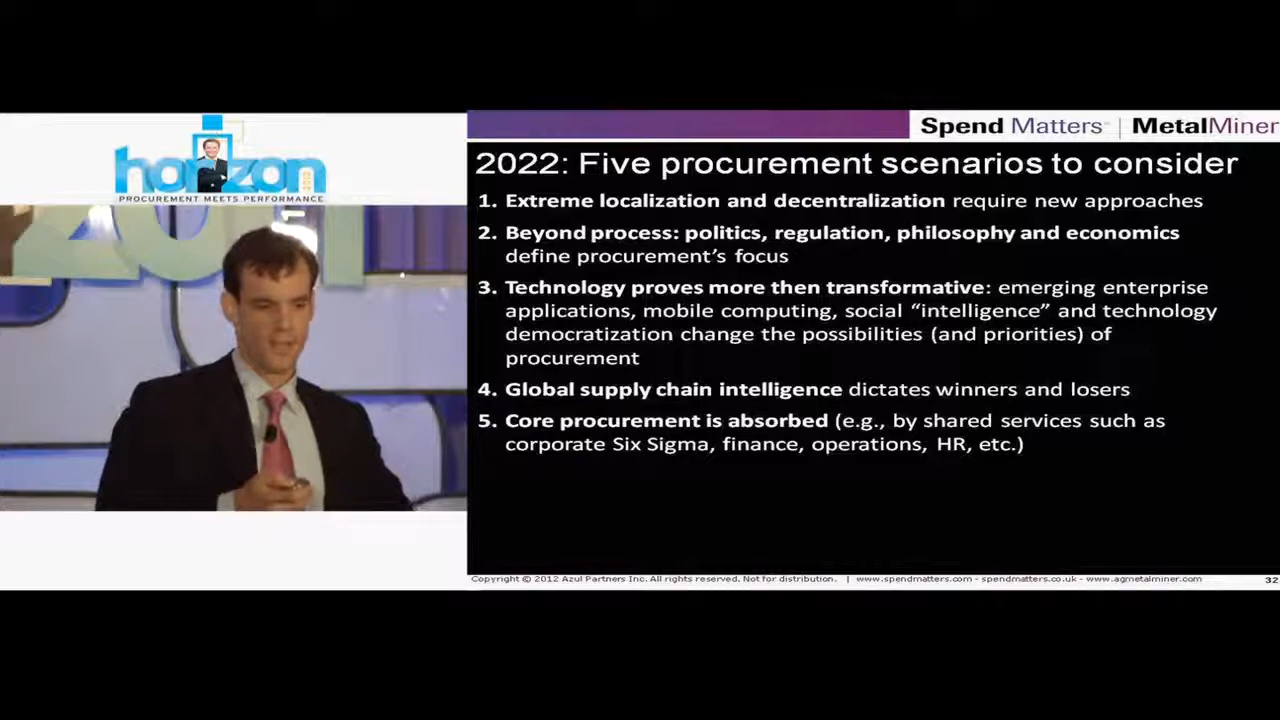 horizon
PROCUREMENT MEETS PERFORMANCE
201
Spend Matters | MetalMiner
2022: Five procurement scenarios to consider
1. Extreme localization and decentralization require new approaches
2. Beyond process: politics, regulation, philosophy and economics
define procurement’s focus
3. Technology proves more then transformative: emerging enterprise
applications, mobile computing, social “intelligence” and technology
democratization change the possibilities (and priorities) of
procurement
4. Global supply chain intelligence dictates winners and losers
5. Core procurement is absorbed (e.g., by shared services such as
corporate Six Sigma, finance, operations, HR, etc.)
Copyright © 2012 Azul Partners Inc. All rights reserved. Not for distribution. | www.spendmatters.com - spendmatters.co.uk - www.agmetalminer.com 32